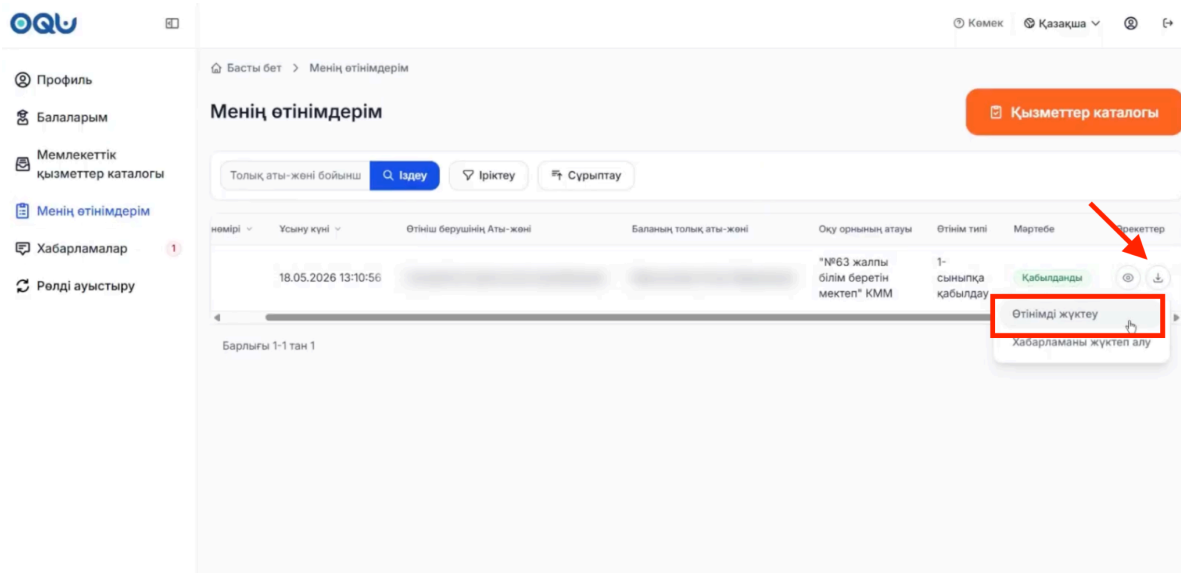 OQU
Көмек
Қазақша
Профиль
Балаларым
Мемлекеттік
қызметтер каталогы
Менің өтінімдерім
Хабарламалар
1
Рөлді ауыстыру
Басты бет > Менің өтінімдерім
Менің өтінімдерім
Қызметтер каталогы
Толық аты-жөні бойынш
Іздеу
Іріктеу
Сұрыптау
нөмірі
Ұсыну күні
Өтініш берушінің Аты-жөні
Баланың толық аты-жөні
Оқу орнының атауы
Өтінім типі
Мәртебе
Әрекеттер
18.05.2026 13:10:56
"№63 жалпы
білім беретін
мектеп" КММ
1-
сыныпқа
қабылдау
Қабылданды
Өтінімді жүктеу
Хабарламаны жүктеп алу
Барлығы 1-1 тан 1